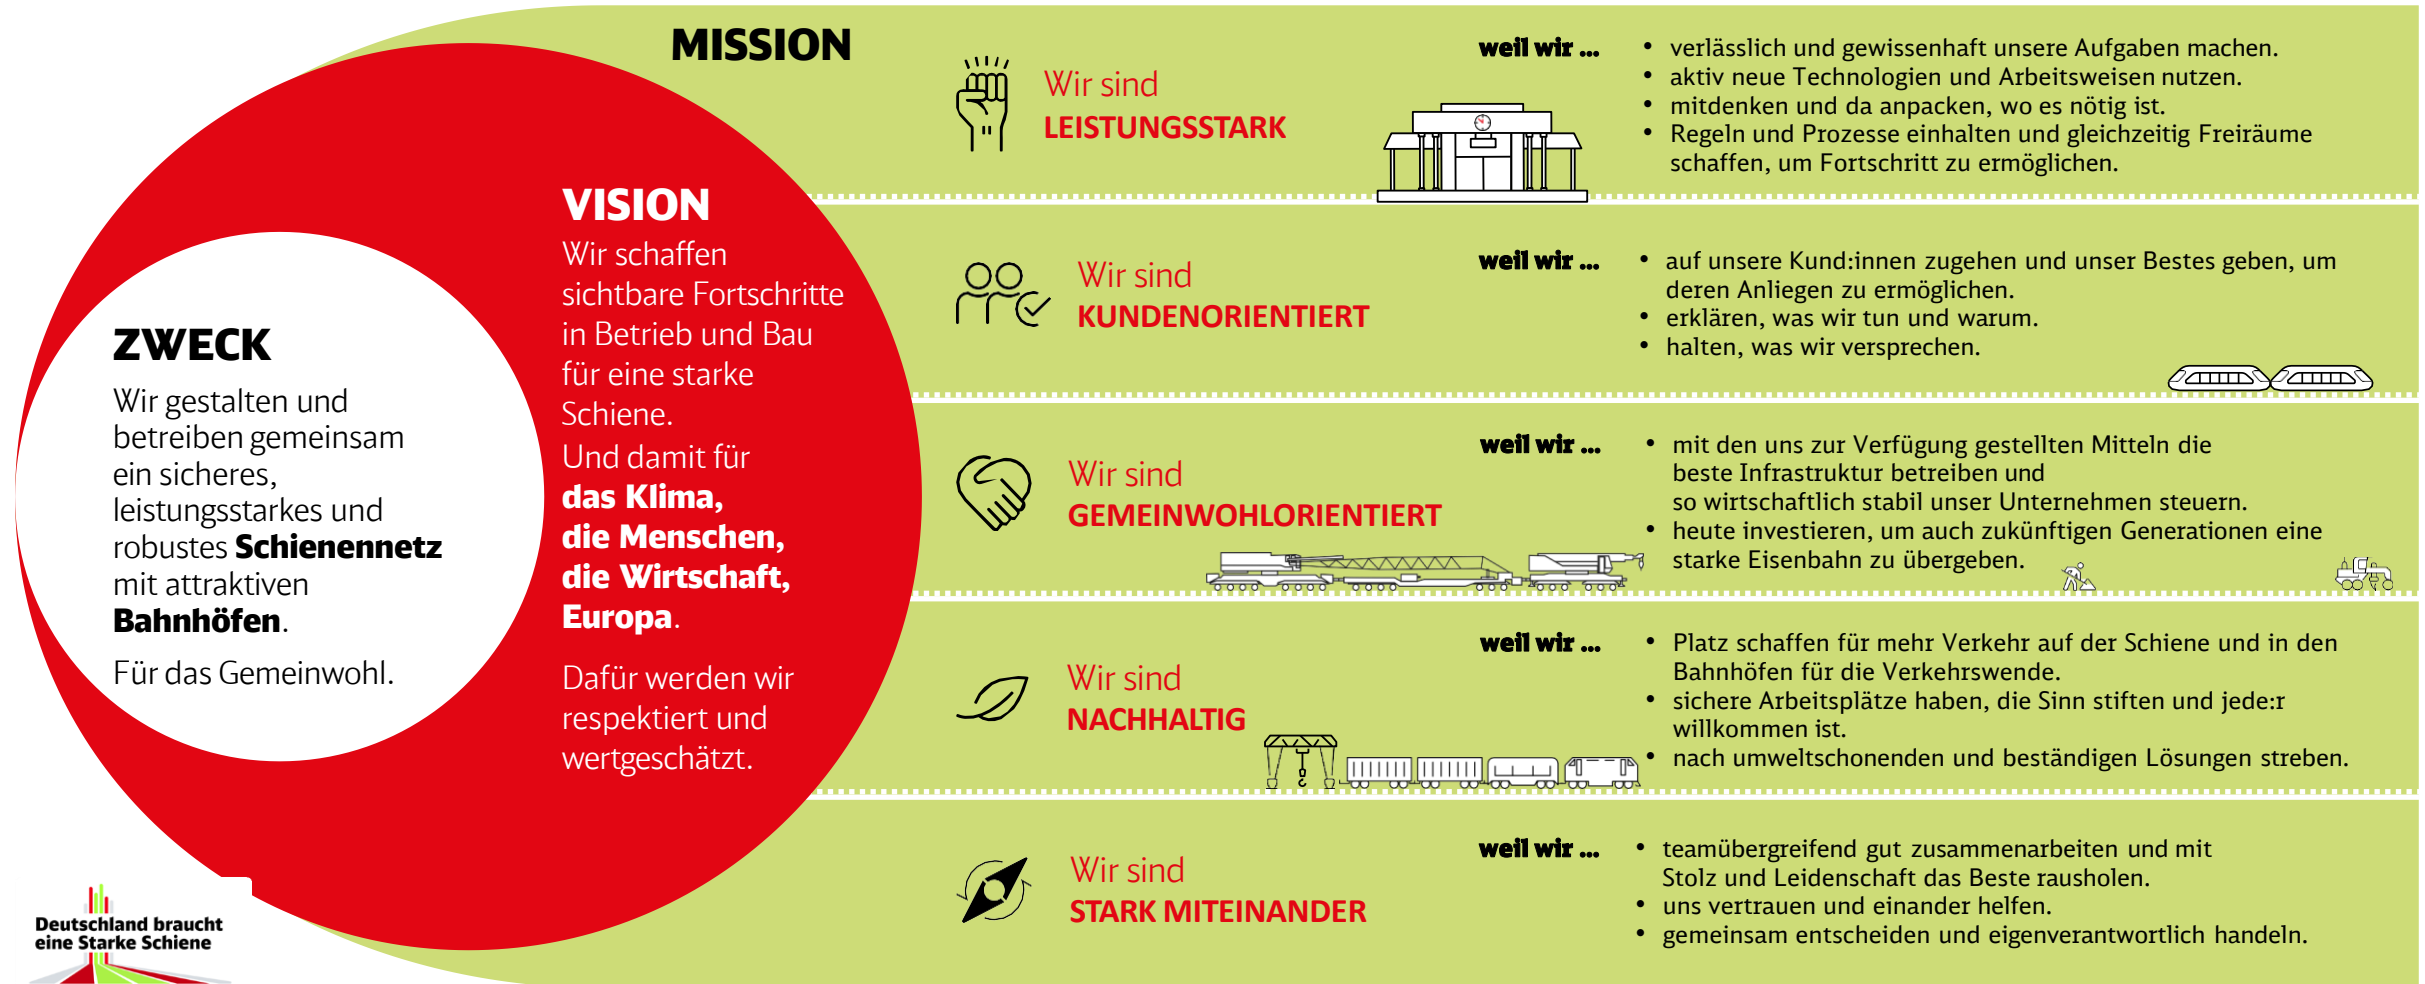 ZWECK
Wir gestalten und
betreiben gemeinsam
ein sicheres,
leistungsstarkes und
robustes Schienennetz
mit attraktiven
Bahnhöfen.
Für das Gemeinwohl.
VISION
Wir schaffen
sichtbare Fortschritte
in Betrieb und Bau
für eine starke
Schiene.
Und damit für
das Klima,
die Menschen,
die Wirtschaft,
Europa.
Dafür werden wir
respektiert und
wertgeschätzt.
MISSION
Wir sind
LEISTUNGSSTARK
weil wir ...
• verlässlich und gewissenhaft unsere Aufgaben machen.
• aktiv neue Technologien und Arbeitsweisen nutzen.
• mitdenken und da anpacken, wo es nötig ist.
• Regeln und Prozesse einhalten und gleichzeitig Freiräume
schaffen, um Fortschritt zu ermöglichen.
Wir sind
KUNDENORIENTIERT
weil wir ...
• auf unsere Kund:innen zugehen und unser Bestes geben, um
deren Anliegen zu ermöglichen.
• erklären, was wir tun und warum.
• halten, was wir versprechen.
Wir sind
GEMEINWOHLORIENTIERT
weil wir ...
• mit den uns zur Verfügung gestellten Mitteln die
beste Infrastruktur betreiben und
so wirtschaftlich stabil unser Unternehmen steuern.
• heute investieren, um auch zukünftigen Generationen eine
starke Eisenbahn zu übergeben.
Wir sind
NACHHALTIG
weil wir ...
• Platz schaffen für mehr Verkehr auf der Schiene und in den
Bahnhöfen für die Verkehrswende.
• sichere Arbeitsplätze haben, die Sinn stiften und jede:r
willkommen ist.
• nach umweltschonenden und beständigen Lösungen streben.
Wir sind
STARK MITEINANDER
weil wir ...
• teamübergreifend gut zusammenarbeiten und mit
Stolz und Leidenschaft das Beste rausholen.
• uns vertrauen und einander helfen.
• gemeinsam entscheiden und eigenverantwortlich handeln.
Deutschland braucht
eine Starke Schiene